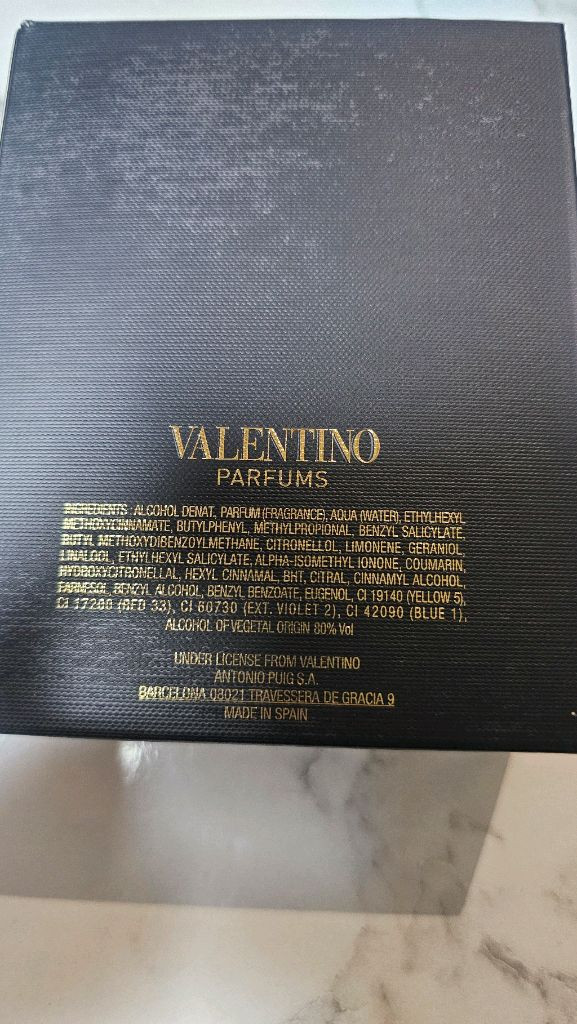 VALENTINO
PARFUMS
INGREDIENTS : ALCOHOL DENAT., PARFUM (FRAGRANCE), AQUA (WATER), ETHYLHEXYL
METHOXYCINNAMATE, BUTYLPHENYL, METHYLPROPIONAL, BENZYL SALICYLATE,
BUTYL METHOXYDIBENZOYLMETHANE, CITRONELLOL, LIMONENE, GERANIOL,
LINALOOL, ETHYLHEXYL SALICYLATE, ALPHA-ISOMETHYL IONONE, COUMARIN,
HYDROXYCITRONELLAL, HEXYL CINNAMAL, BHT, CITRAL, CINNAMYL ALCOHOL,
FARNESOL, BENZYL ALCOHOL, BENZYL BENZOATE, EUGENOL, CI 19140 (YELLOW 5),
CI 17200 (RED 33), CI 60730 (EXT. VIOLET 2), CI 42090 (BLUE 1),
ALCOHOL OF VEGETAL ORIGIN 80% Vol
UNDER LICENSE FROM VALENTINO
ANTONIO PUIG S.A.
BARCELONA 08021 TRAVESSERA DE GRACIA 9
MADE IN SPAIN